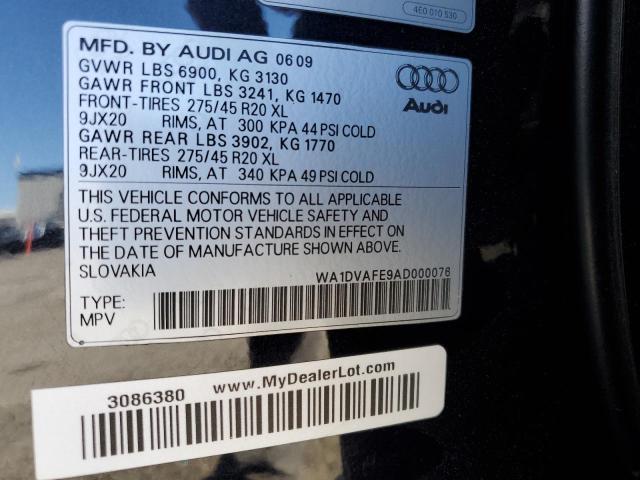 4E0 010 530
MFD. BY AUDI AG 06 09
GVWR LBS 6900, KG 3130
GAWR FRONT LBS 3241, KG 1470
FRONT-TIRES 275/45 R20 XL
9JX20 RIMS, AT 300 KPA 44 PSI COLD
GAWR REAR LBS 3902, KG 1770
REAR-TIRES 275/45 R20 XL
9JX20 RIMS, AT 340 KPA 49 PSI COLD
Audi
THIS VEHICLE CONFORMS TO ALL APPLICABLE
U.S. FEDERAL MOTOR VEHICLE SAFETY AND
THEFT PREVENTION STANDARDS IN EFFECT ON
THE DATE OF MANUFACTURE SHOWN ABOVE.
SLOVAKIA WA1DVAFE9AD000076
TYPE:
MPV
3086380 www.MyDealerLot.com